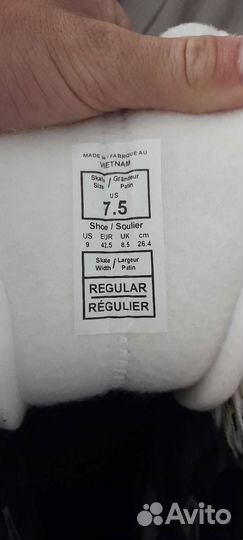 MADE IN / FABRIQUÉ AU
VIETNAM
Skate / Grandeur
Size / Patin
US
7.5
Shoe / Soulier
US EUR UK cm
9 42.5 8.5 26.4
Skate / Largeur
Width / Patin
REGULAR
RÉGULIER
Avito